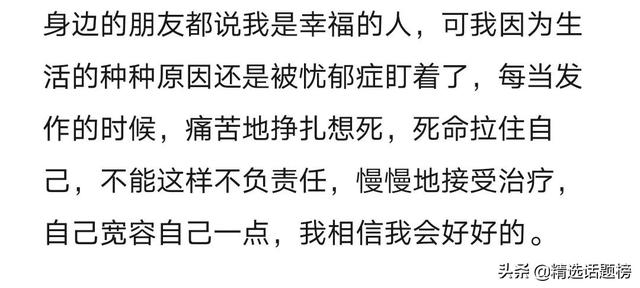 身边的朋友都说我是幸福的人，可我因为生
活的种种原因还是被忧郁症盯着了，每当发
作的时候，痛苦地挣扎想死，死命拉住自
己，不能这样不负责任，慢慢地接受治疗，
自己宽容自己一点，我相信我会好好的。
头条 @精选话题榜